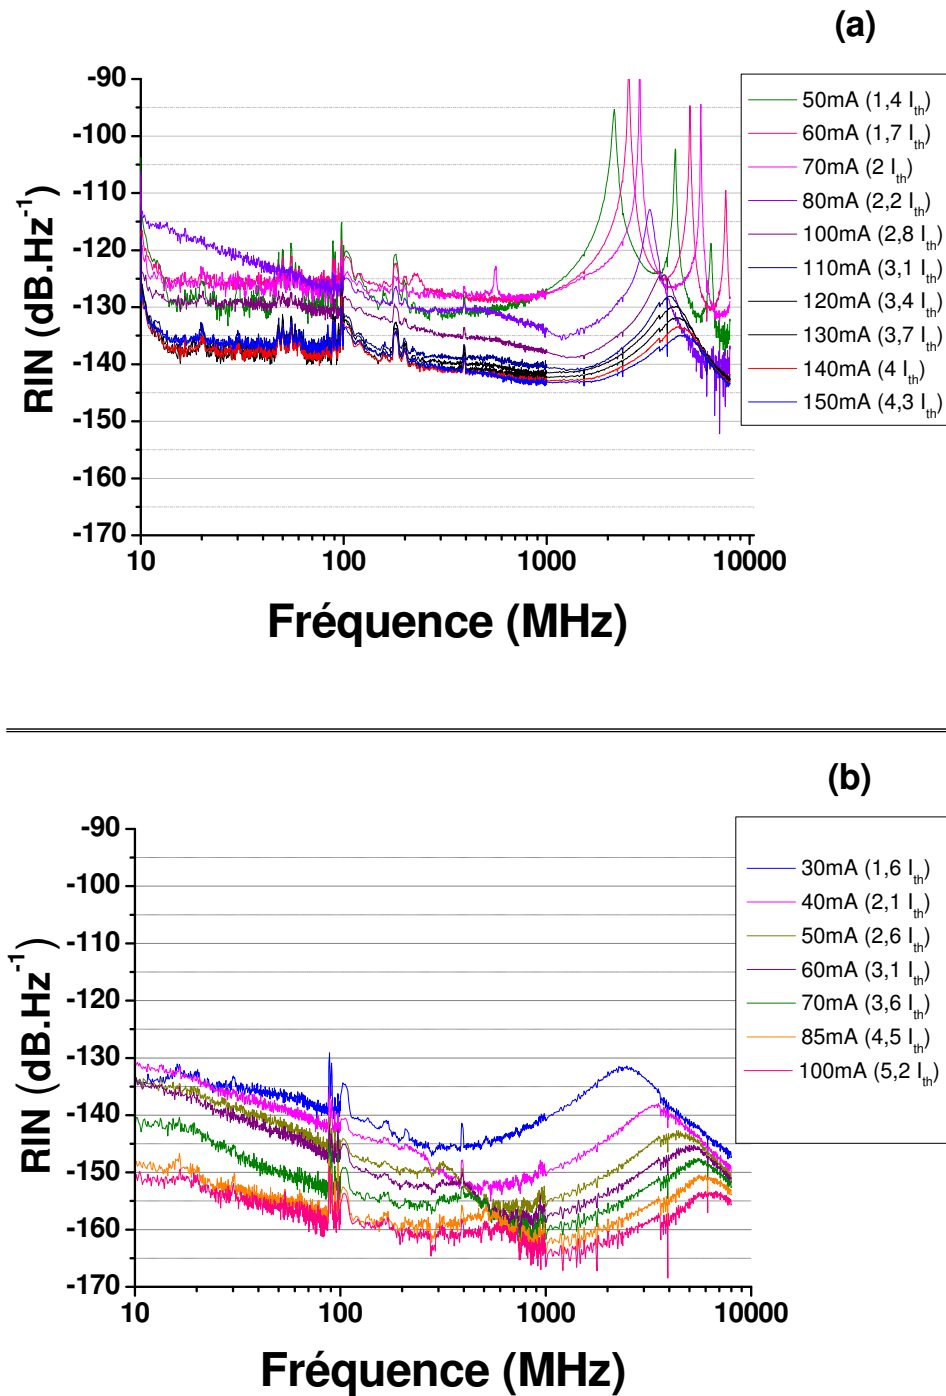 (a)
-90
-100
-110
-120
-130
-140
-150
-160
-170
RIN (dB.Hz-1)
10
100
1000
10000
Fréquence (MHz)
50mA (1,4 Ith)
60mA (1,7 Ith)
70mA (2 Ith)
80mA (2,2 Ith)
100mA (2,8 Ith)
110mA (3,1 Ith)
120mA (3,4 Ith)
130mA (3,7 Ith)
140mA (4 Ith)
150mA (4,3 Ith)
(b)
-90
-100
-110
-120
-130
-140
-150
-160
-170
RIN (dB.Hz-1)
10
100
1000
10000
Fréquence (MHz)
30mA (1,6 Ith)
40mA (2,1 Ith)
50mA (2,6 Ith)
60mA (3,1 Ith)
70mA (3,6 Ith)
85mA (4,5 Ith)
100mA (5,2 Ith)